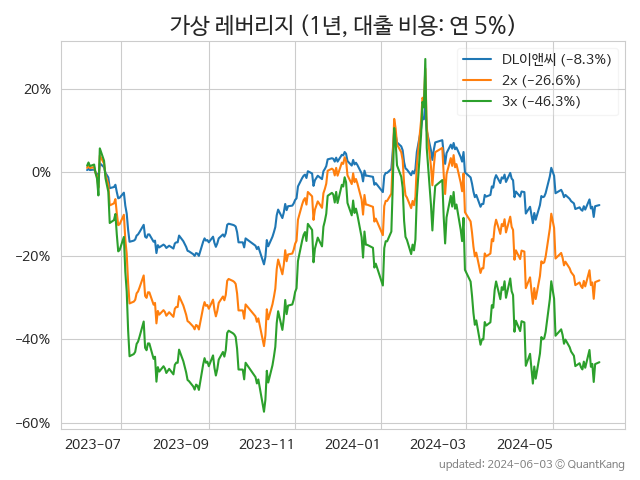 가상 레버리지 (1년, 대출 비용: 연 5%)
DL이앤씨 (−8.3%)
2x (−26.6%)
3x (−46.3%)
20%
0%
−20%
−40%
−60%
2023-07 2023-09 2023-11 2024-01 2024-03 2024-05
updated: 2024-06-03 ⓒ QuantKang